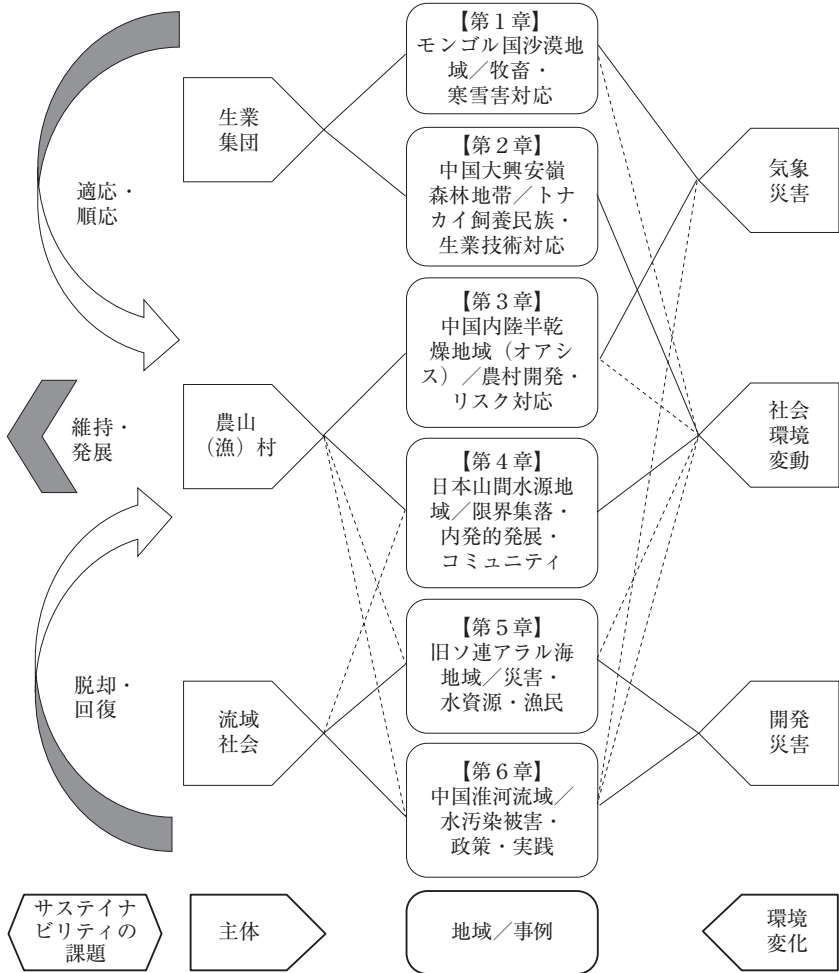 適応・
順応
維持・
発展
脱却・
回復
生業
集団
農山
（漁）村
流域
社会
【第１章】
モンゴル国沙漠地
域／牧畜・
寒雪害対応
【第２章】
中国大興安嶺
森林地帯／トナ
カイ飼養民族・
生業技術対応
【第３章】
中国内陸半乾
燥地域（オアシ
ス）／農村開発・
リスク対応
【第４章】
日本山間水源地
域／限界集落・
内発的発展・
コミュニティ
【第５章】
旧ソ連アラル海
地域／災害・
水資源・漁民
【第６章】
中国淮河流域／
水汚染被害・
政策・実践
気象
災害
社会
環境
変動
開発
災害
サステイナ
ビリティの
課題
主体
地域／事例
環境
変化